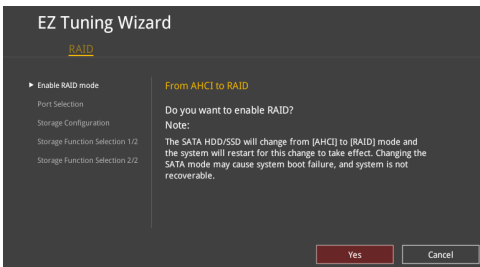 EZ Tuning Wizard
RAID
Enable RAID mode
Port Selection
Storage Configuration
Storage Function Selection 1/2
Storage Function Selection 2/2
From AHCI to RAID
Do you want to enable RAID?
Note:
The SATA HDD/SSD will change from [AHCI] to [RAID] mode and
the system will restart for this change to take effect. Changing the
SATA mode may cause system boot failure, and system is not
recoverable.
Yes
Cancel